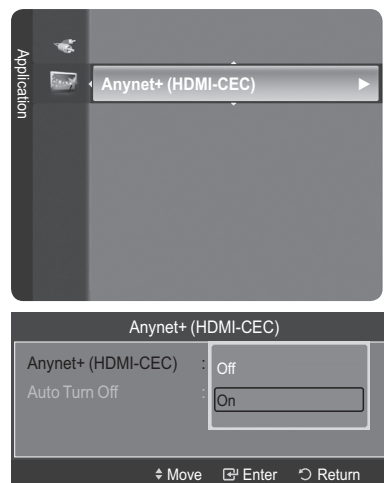 Application
Anynet+ (HDMI-CEC)
Anynet+ (HDMI-CEC)
Anynet+ (HDMI-CEC) : Off
Auto Turn Off : On
Move Enter Return